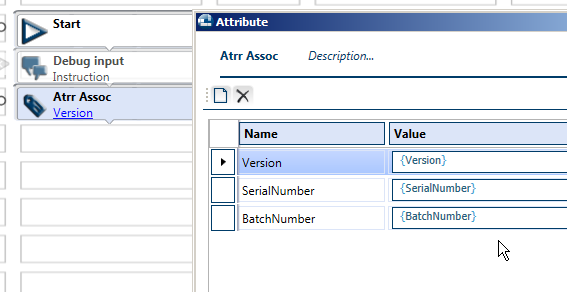 Start
Debug input
Instruction
Atrr Assoc
Version
Attribute
Atrr Assoc Description...
Name Value
Version {Version}
SerialNumber {SerialNumber}
BatchNumber {BatchNumber}